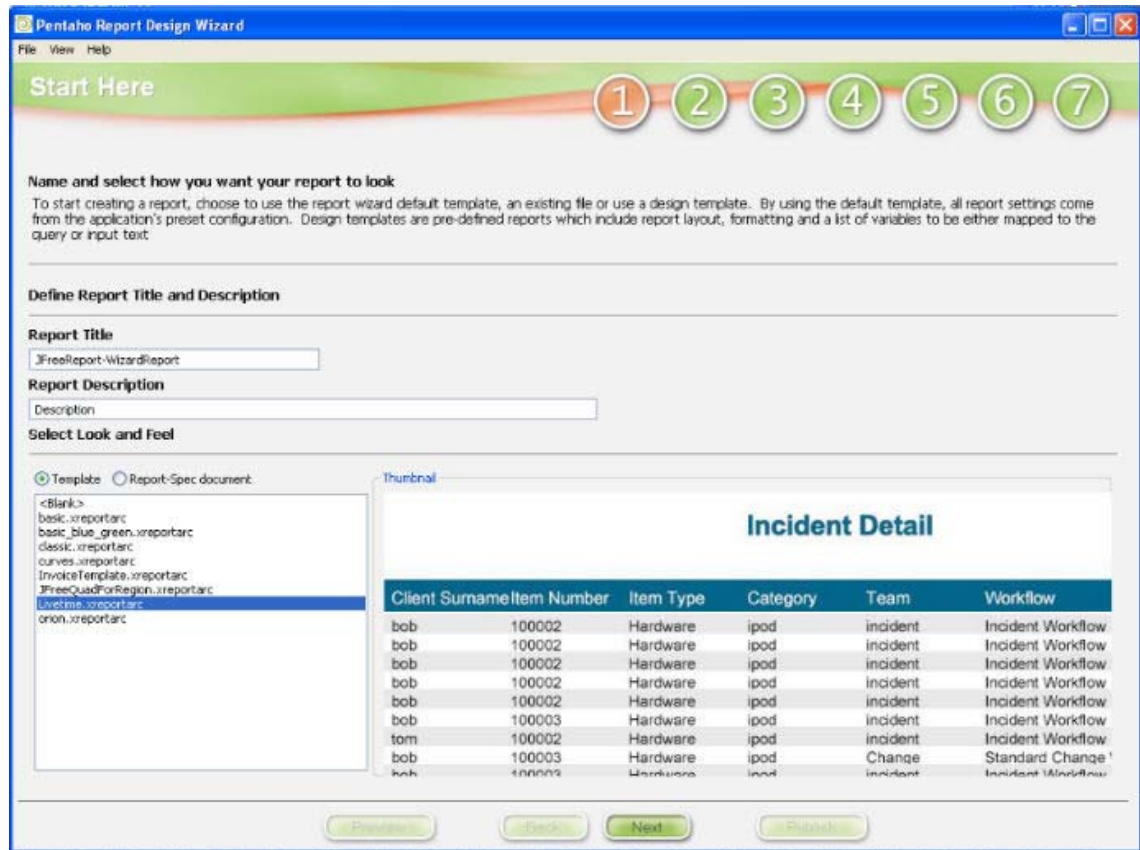 Pentaho Report Design Wizard
File View Help
Start Here
1 2 3 4 5 6 7
Name and select how you want your report to look
To start creating a report, choose to use the report wizard default template, an existing file or use a design template. By using the default template, all report settings come
from the application's preset configuration. Design templates are pre-defined reports which include report layout, formatting and a list of variables to be either mapped to the
query or input text
Define Report Title and Description
Report Title
JFreeReport-WizardReport
Report Description
Description
Select Look and Feel
Template Report-Spec document
<Blank>
basic.xreportarc
basic_blue_green.xreportarc
classic.xreportarc
curves.xreportarc
InvoiceTemplate.xreportarc
JFreeQuadForRegion.xreportarc
Livetime.xreportarc
orion.xreportarc
Thumbnail
Incident Detail
Client Surname Item Number Item Type Category Team Workflow
bob 100002 Hardware ipod incident Incident Workflow
bob 100002 Hardware ipod incident Incident Workflow
bob 100002 Hardware ipod incident Incident Workflow
bob 100002 Hardware ipod incident Incident Workflow
bob 100002 Hardware ipod incident Incident Workflow
bob 100003 Hardware ipod incident Incident Workflow
tom 100002 Hardware ipod incident Incident Workflow
bob 100003 Hardware ipod Change Standard Change
bob 100003 Hardware ipod incident Incident Workflow
Preview Back Next Publish